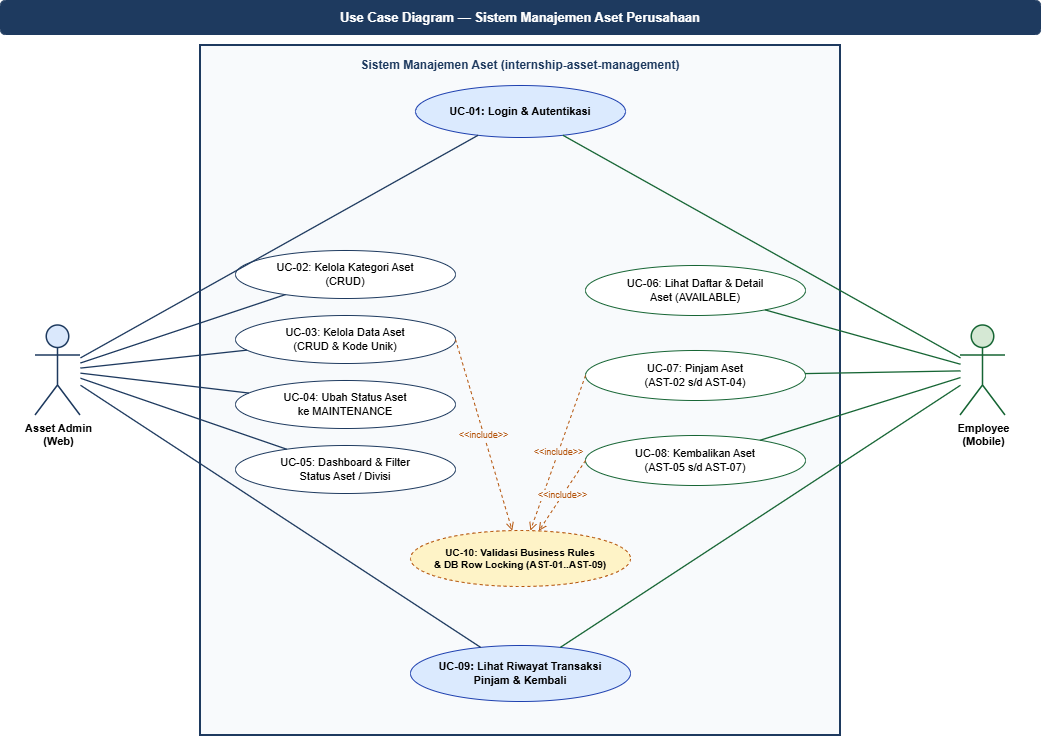 Use Case Diagram — Sistem Manajemen Aset Perusahaan
Sistem Manajemen Aset (internship-asset-management)
UC-01: Login & Autentikasi
UC-02: Kelola Kategori Aset
(CRUD)
UC-03: Kelola Data Aset
(CRUD & Kode Unik)
UC-04: Ubah Status Aset
ke MAINTENANCE
UC-05: Dashboard & Filter
Status Aset / Divisi
UC-06: Lihat Daftar & Detail
Aset (AVAILABLE)
UC-07: Pinjam Aset
(AST-02 s/d AST-04)
UC-08: Kembalikan Aset
(AST-05 s/d AST-07)
Asset Admin
(Web)
Employee
(Mobile)
<<include>>
<<include>>
<<include>>
UC-10: Validasi Business Rules
& DB Row Locking (AST-01..AST-09)
UC-09: Lihat Riwayat Transaksi
Pinjam & Kembali